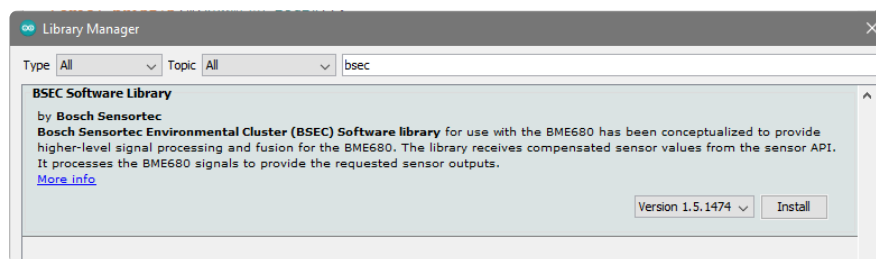 Library Manager
Type All Topic All bsec
BSEC Software Library
by Bosch Sensortec
Bosch Sensortec Environmental Cluster (BSEC) Software library for use with the BME680 has been conceptualized to provide
higher-level signal processing and fusion for the BME680. The library receives compensated sensor values from the sensor API.
It processes the BME680 signals to provide the requested sensor outputs.
More info
Version 1.5.1474 Install